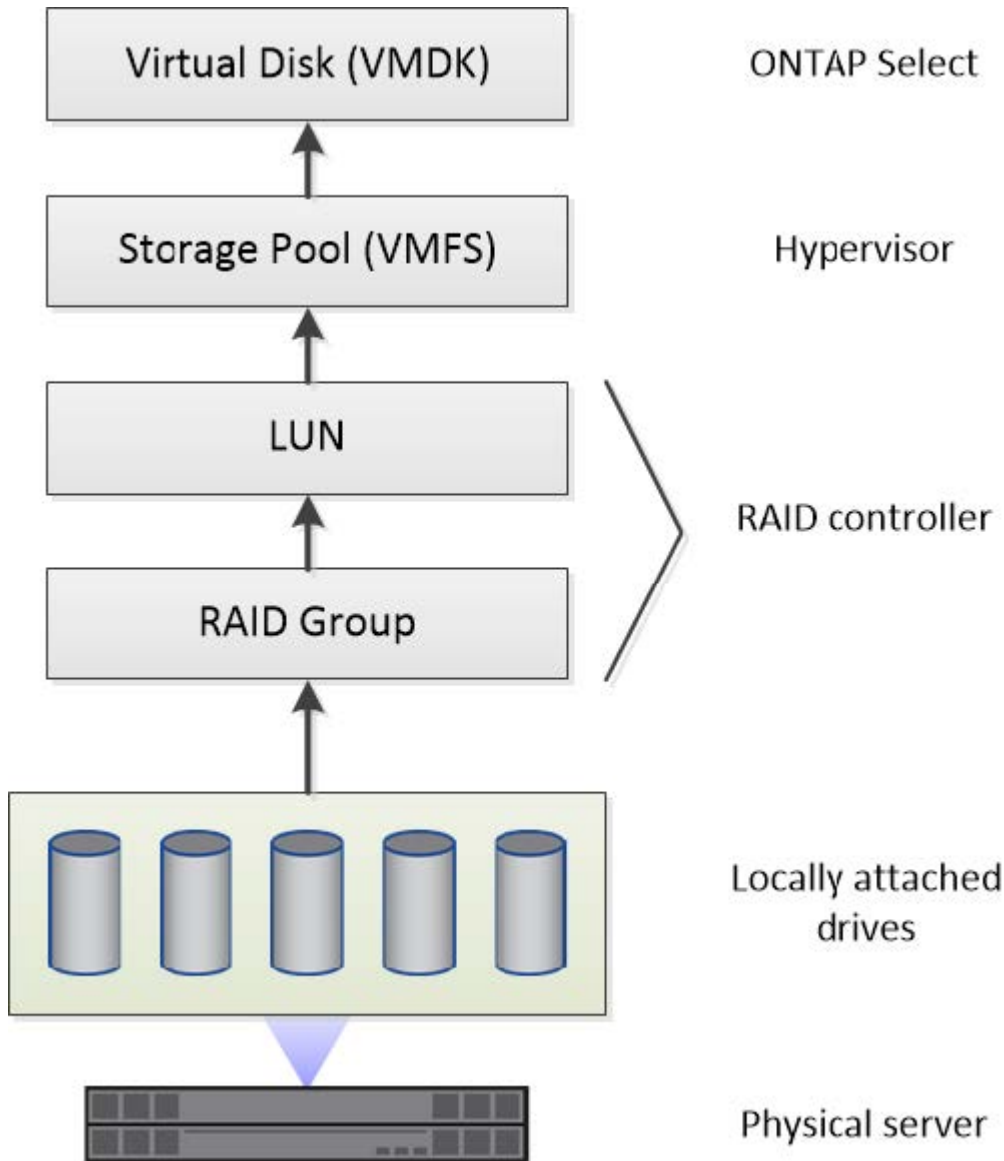 Virtual Disk (VMDK)
ONTAP Select
Storage Pool (VMFS)
Hypervisor
LUN
RAID controller
RAID Group
Locally attached
drives
Physical server